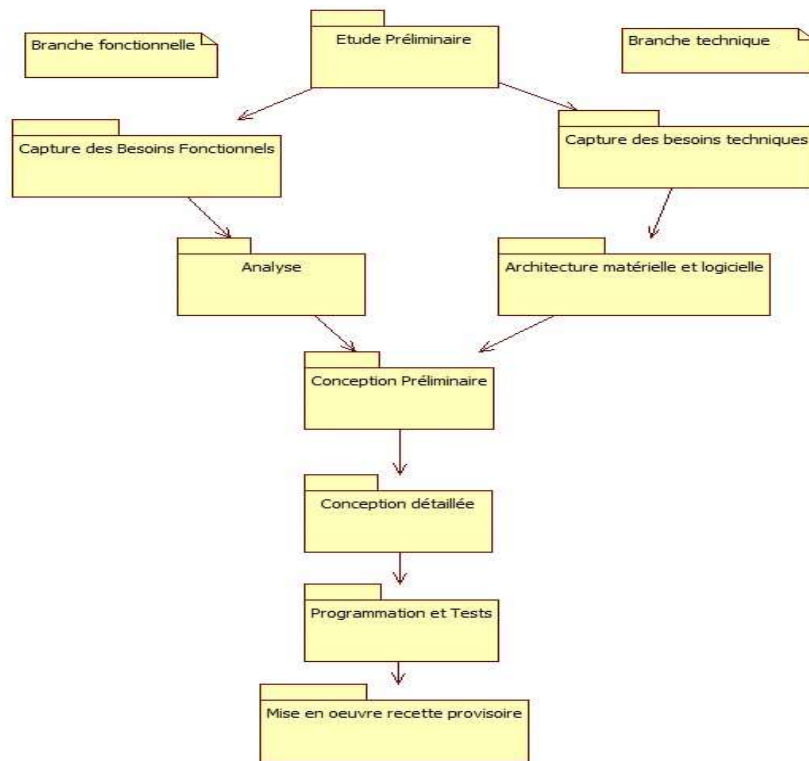 Branche fonctionnelle
Etude Préliminaire
Branche technique
Capture des Besoins Fonctionnels
Capture des besoins techniques
Analyse
Architecture matérielle et logicielle
Conception Préliminaire
Conception détaillée
Programmation et Tests
Mise en oeuvre recette provisoire